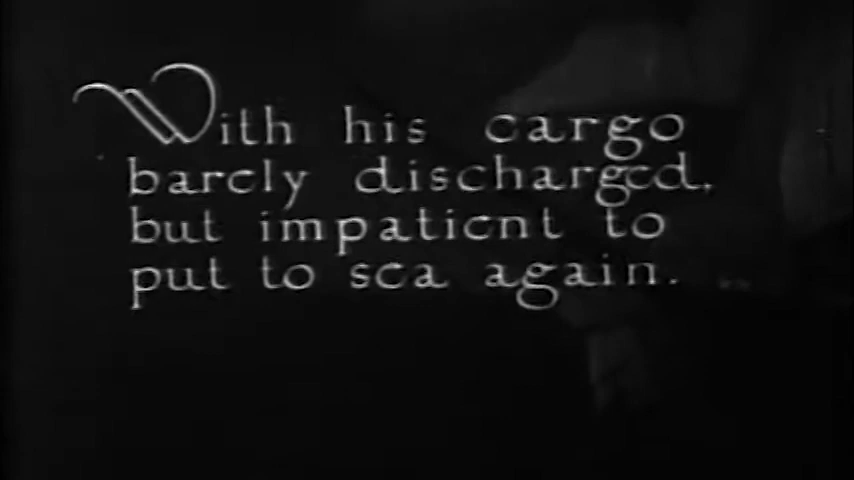 With his cargo
barely discharged,
but impatient to
put to sea again.